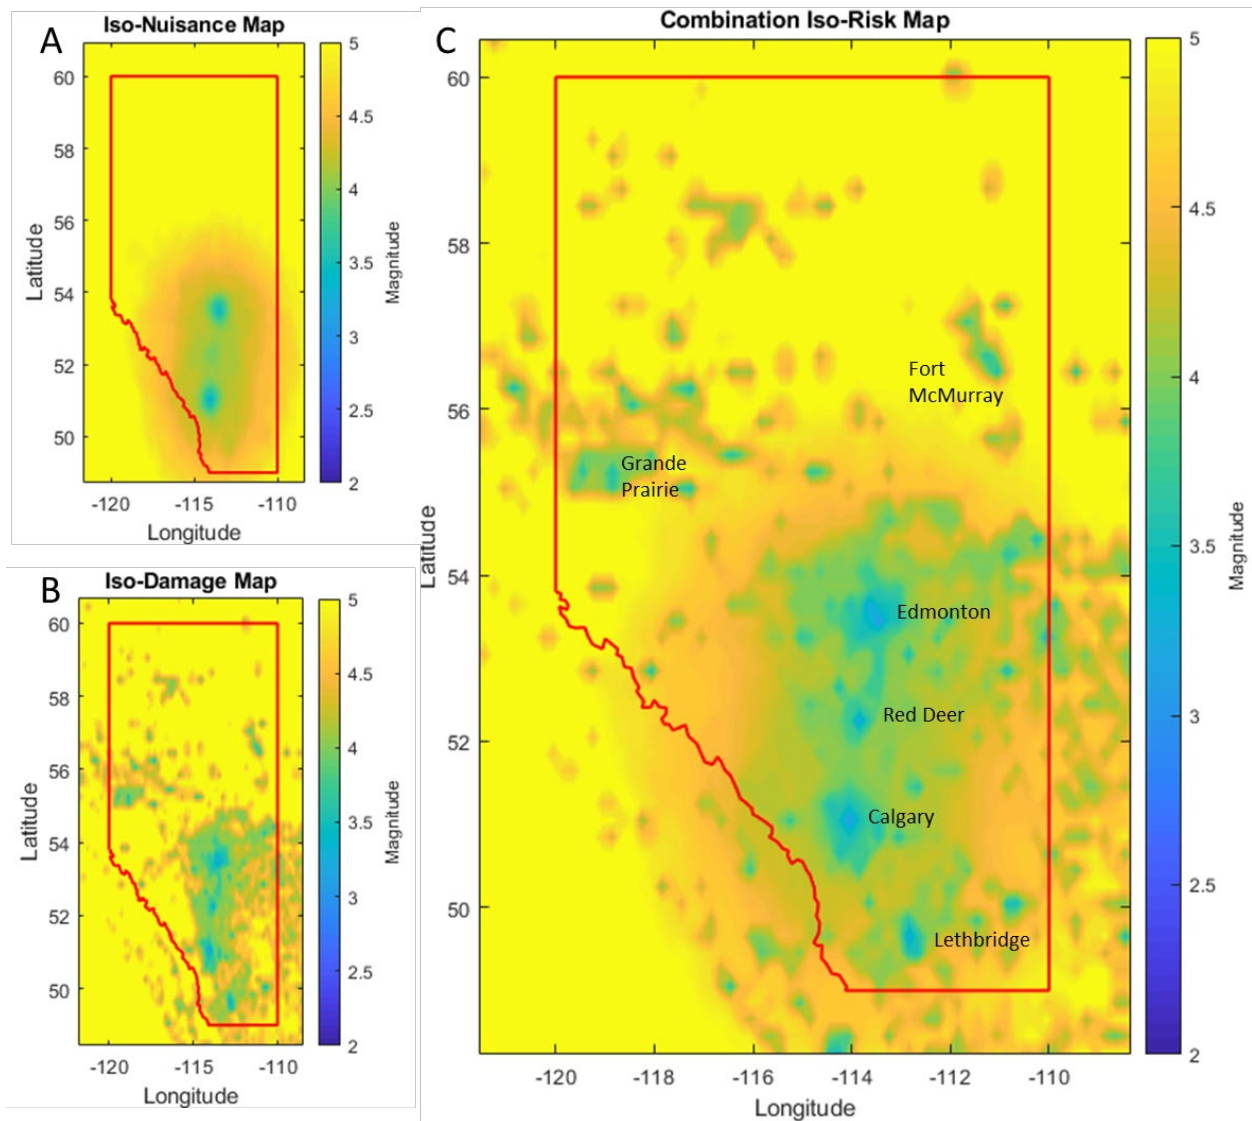 A
Iso-Nuisance Map
60
58
56
54
52
50
-120
-115
-110
Latitude
Longitude
5
4.5
4
3.5
3
2.5
2
Magnitude
B
Iso-Damage Map
60
58
56
54
52
50
-120
-115
-110
Latitude
Longitude
5
4.5
4
3.5
3
2.5
2
Magnitude
C
Combination Iso-Risk Map
60
58
56
54
52
50
-120
-118
-116
-114
-112
-110
Latitude
Longitude
Fort
McMurray
Grande
Prairie
Edmonton
Red Deer
Calgary
Lethbridge
5
4.5
4
3.5
3
2.5
2
Magnitude